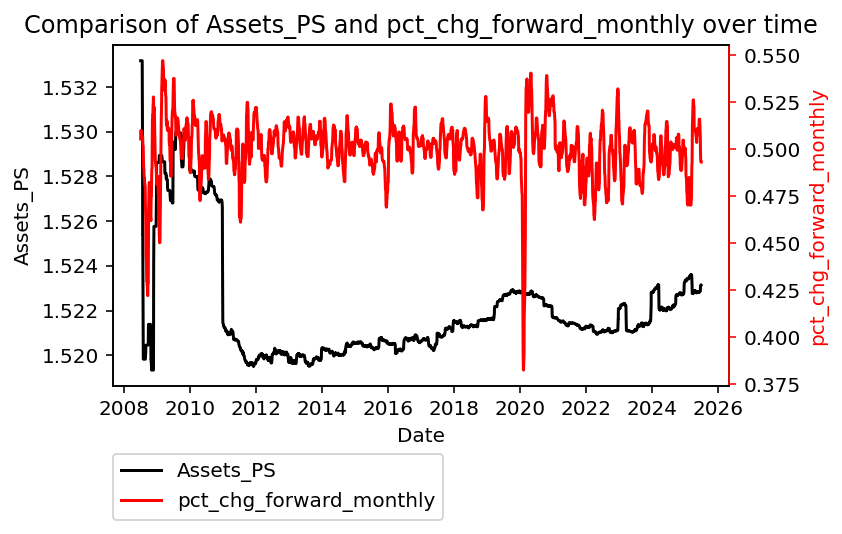 Comparison of Assets_PS and pct_chg_forward_monthly over time
1.532
1.530
1.528
1.526
1.524
1.522
1.520
Assets_PS
0.550
0.525
0.500
0.475
0.450
0.425
0.400
0.375
pct_chg_forward_monthly
2008 2010 2012 2014 2016 2018 2020 2022 2024 2026
Date
Assets_PS
pct_chg_forward_monthly